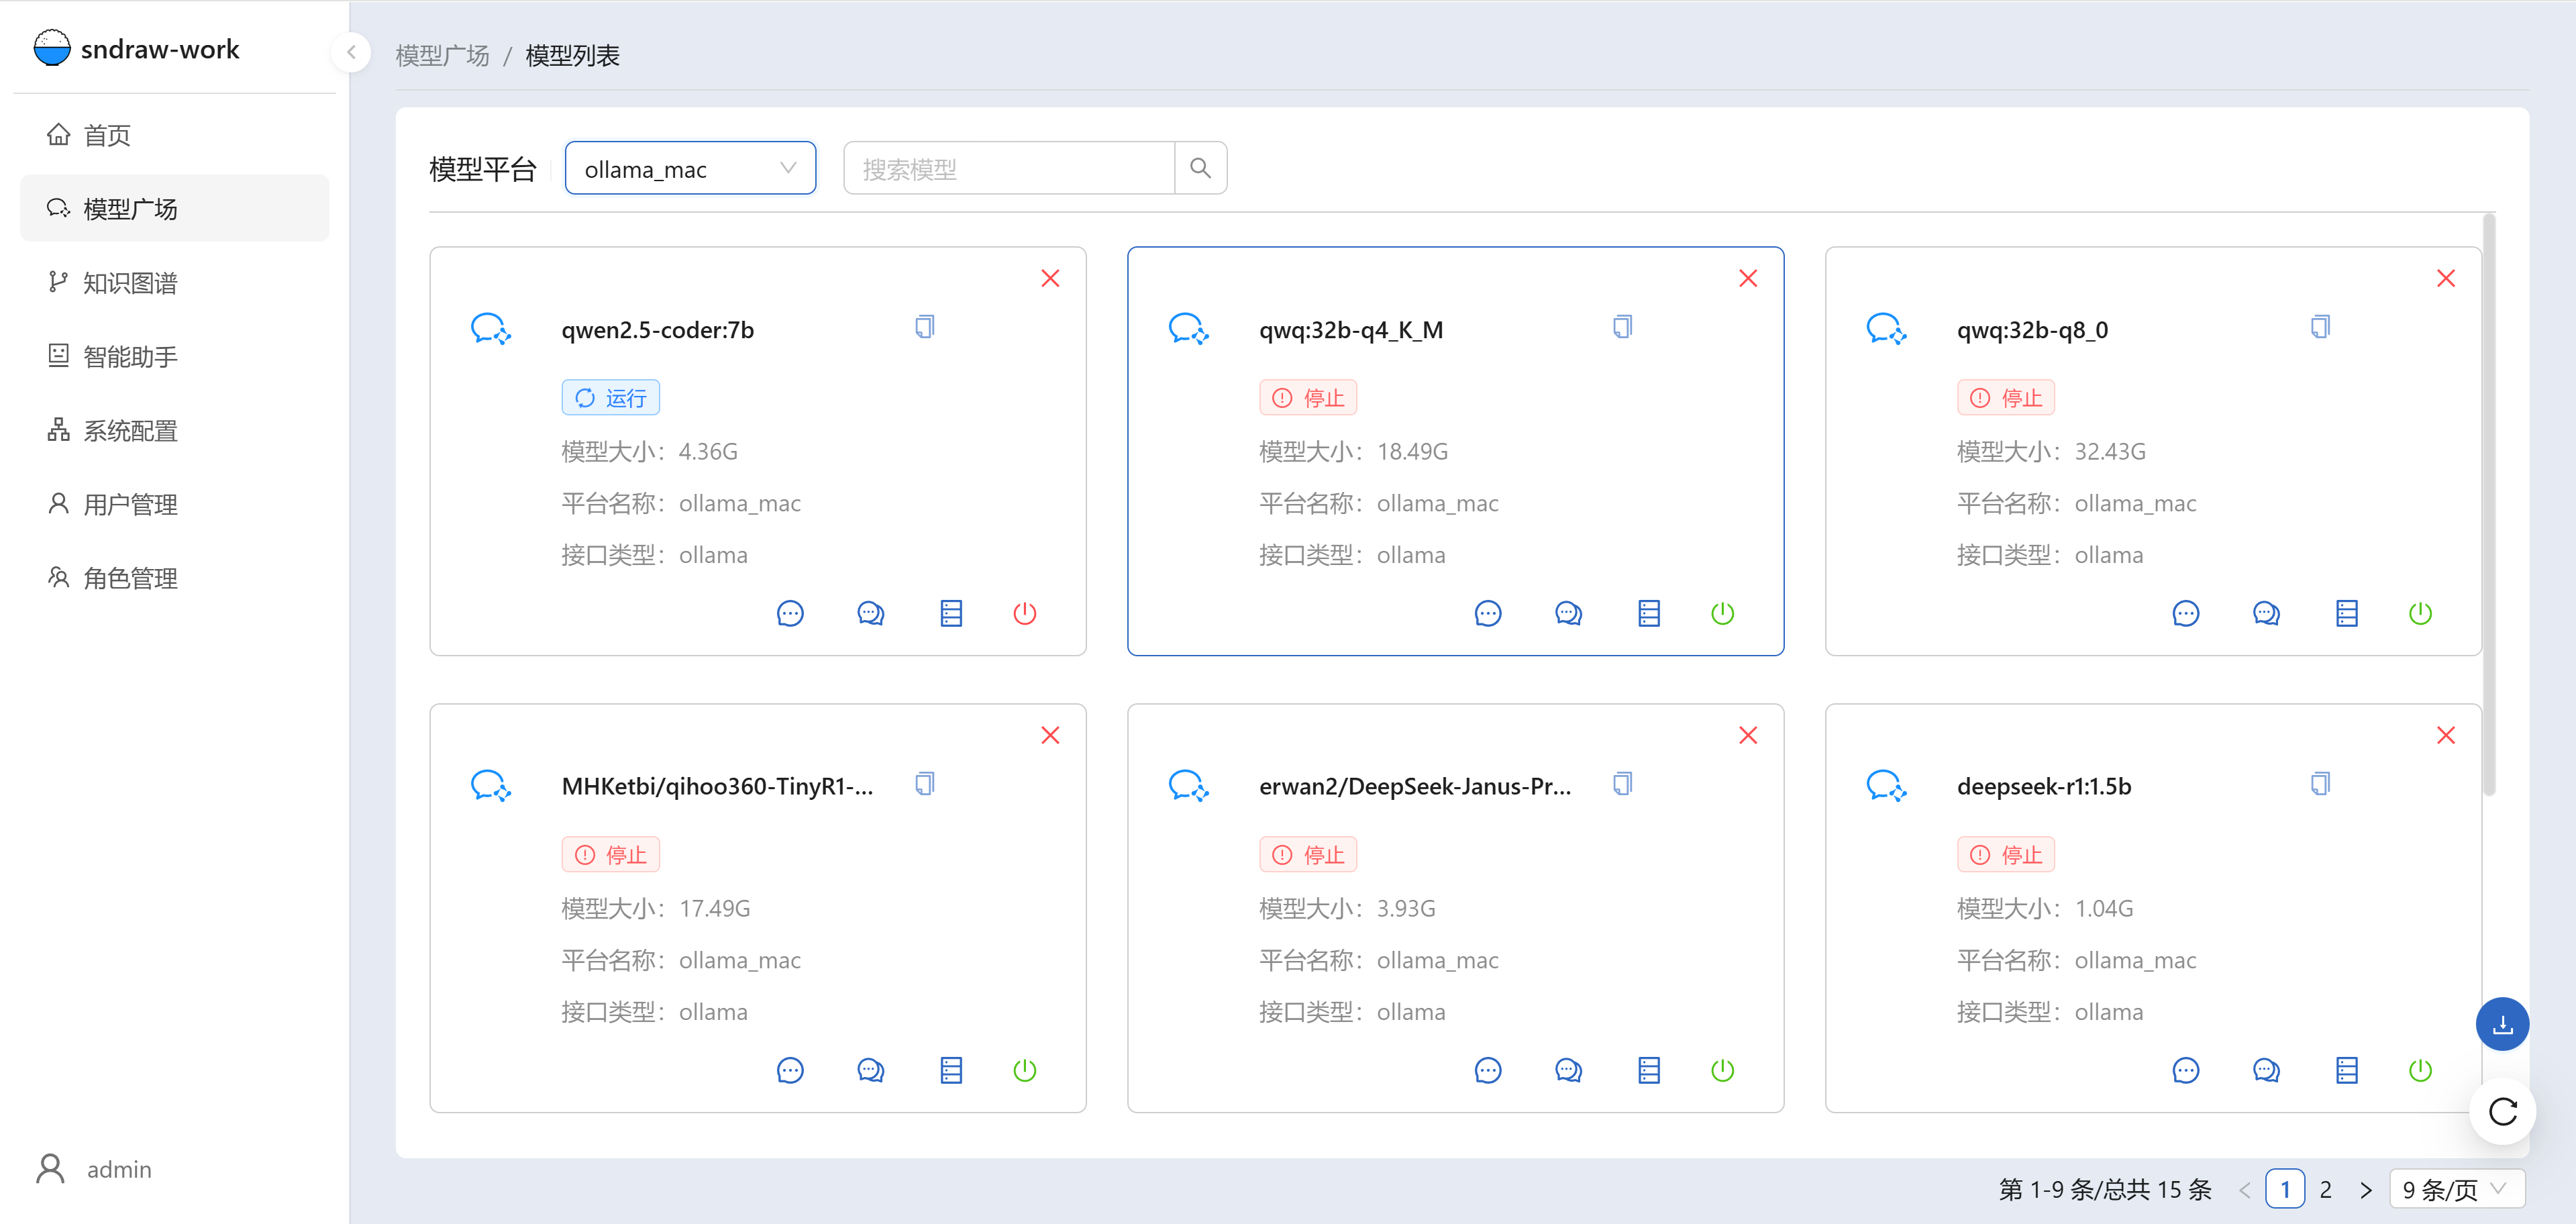 sndraw-work
首页
模型广场
知识图谱
智能助手
系统配置
用户管理
角色管理
admin
模型广场 / 模型列表
模型平台 ollama_mac 搜索模型
qwen2.5-coder:7b
运行
模型大小：4.36G
平台名称：ollama_mac
接口类型：ollama
qwq:32b-q4_K_M
停止
模型大小：18.49G
平台名称：ollama_mac
接口类型：ollama
qwq:32b-q8_0
停止
模型大小：32.43G
平台名称：ollama_mac
接口类型：ollama
MHKetbi/qihoo360-TinyR1-...
停止
模型大小：17.49G
平台名称：ollama_mac
接口类型：ollama
erwan2/DeepSeek-Janus-Pr...
停止
模型大小：3.93G
平台名称：ollama_mac
接口类型：ollama
deepseek-r1:1.5b
停止
模型大小：1.04G
平台名称：ollama_mac
接口类型：ollama
第 1-9 条/总共 15 条 < 1 2 > 9 条/页